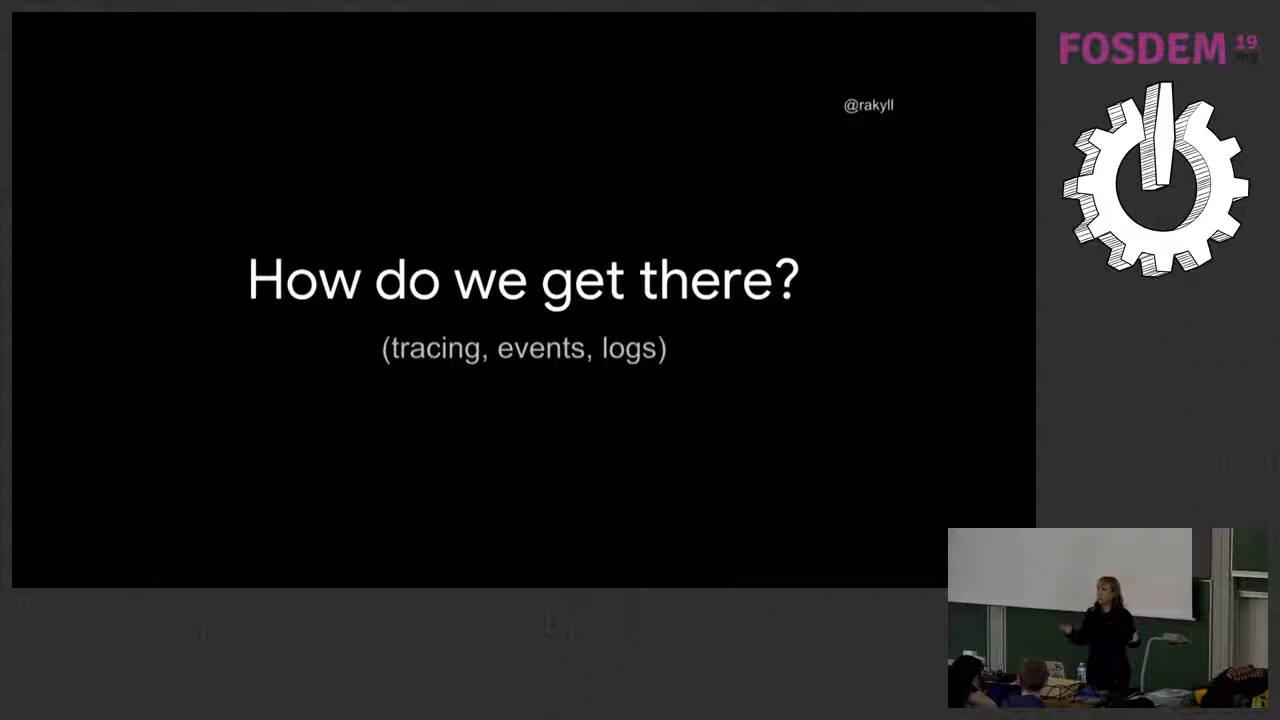 @rakyll
How do we get there?
(tracing, events, logs)
FOSDEM 19